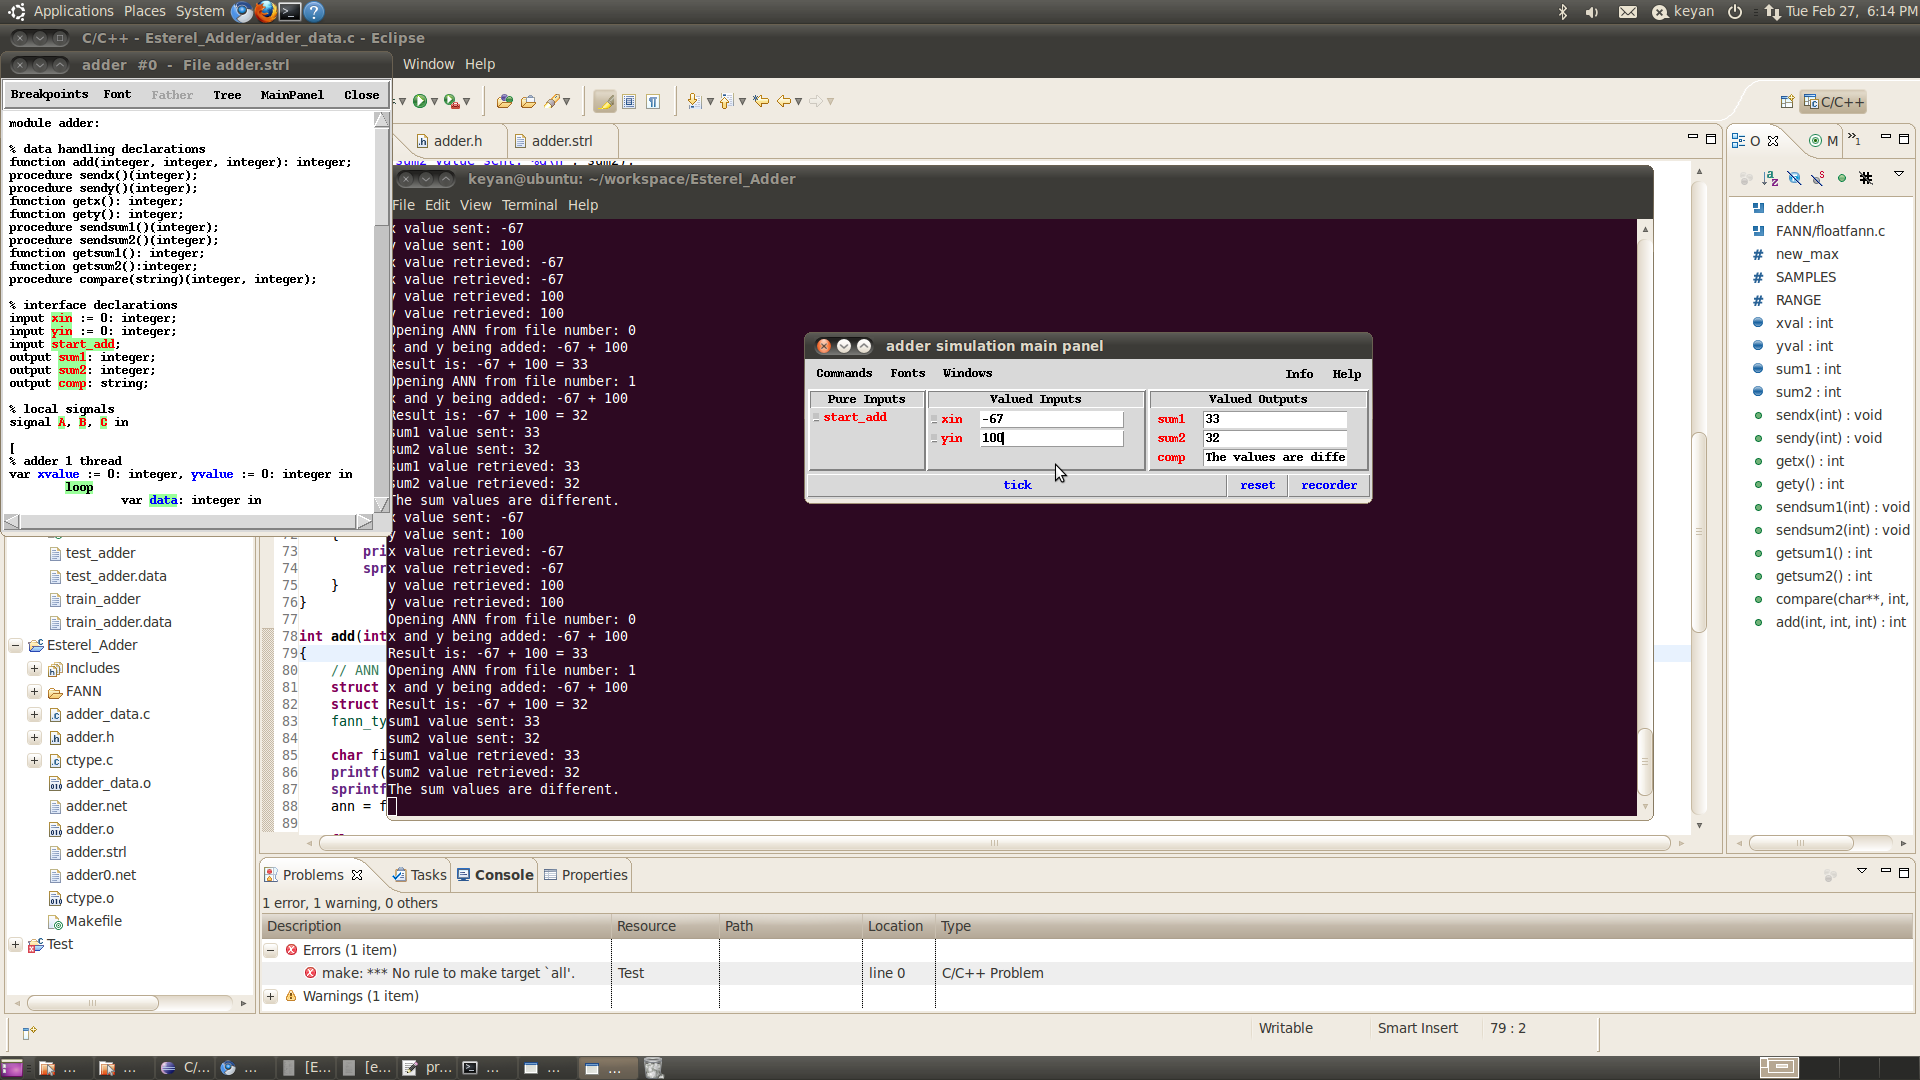 Applications Places System
keyan
Tue Feb 27, 6:14 PM
C/C++ - Esterel_Adder/adder_data.c - Eclipse
adder #0 - File adder.strl
Window Help
Breakpoints Font Father Tree MainPanel Close
C/C++
module adder:
% data handling declarations
function add(integer, integer, integer): integer;
procedure sendx()(integer);
procedure sendy()(integer);
function getx(): integer;
function gety(): integer;
procedure sendsum1()(integer);
procedure sendsum2()(integer);
function getsum1(): integer;
function getsum2():integer;
procedure compare(string)(integer, integer);
% interface declarations
input xin := 0: integer;
input yin := 0: integer;
input start_add;
output sum1: integer;
output sum2: integer;
output comp: string;
% local signals
signal A, B, C in
[
% adder 1 thread
var xvalue := 0: integer, yvalue := 0: integer in
loop
var data: integer in
adder.h
adder.strl
keyan@ubuntu: ~/workspace/Esterel_Adder
File Edit View Terminal Help
x value sent: -67
y value sent: 100
x value retrieved: -67
x value retrieved: -67
y value retrieved: 100
y value retrieved: 100
Opening ANN from file number: 0
x and y being added: -67 + 100
Result is: -67 + 100 = 33
Opening ANN from file number: 1
x and y being added: -67 + 100
Result is: -67 + 100 = 32
sum1 value sent: 33
sum2 value sent: 32
sum1 value retrieved: 33
sum2 value retrieved: 32
The sum values are different.
x value sent: -67
y value sent: 100
x value retrieved: -67
x value retrieved: -67
y value retrieved: 100
y value retrieved: 100
Opening ANN from file number: 0
x and y being added: -67 + 100
Result is: -67 + 100 = 33
Opening ANN from file number: 1
x and y being added: -67 + 100
Result is: -67 + 100 = 32
sum1 value sent: 33
sum2 value sent: 32
sum1 value retrieved: 33
sum2 value retrieved: 32
The sum values are different.
adder simulation main panel
Commands Fonts Windows Info Help
Pure Inputs Valued Inputs Valued Outputs
start_add xin -67 sum1 33
yin 100 sum2 32
comp The values are diffe
tick reset recorder
O M
adder.h
FANN/floatfann.c
new_max
SAMPLES
RANGE
xval : int
yval : int
sum1 : int
sum2 : int
sendx(int) : void
sendy(int) : void
getx() : int
gety() : int
sendsum1(int) : void
sendsum2(int) : void
getsum1() : int
getsum2() : int
compare(char**, int,
add(int, int, int) : int
test_adder
test_adder.data
train_adder
train_adder.data
Esterel_Adder
Includes
FANN
adder_data.c
adder.h
ctype.c
adder_data.o
adder.net
adder.o
adder.strl
adder0.net
ctype.o
Makefile
Test
73 pri
74 spr
75 }
76 }
77
78 int add(int
79 {
80 // ANN
81 struct
82 struct
83 fann_ty
84
85 char fi
86 printf(
87 sprintf
88 ann = f
89
Problems Tasks Console Properties
1 error, 1 warning, 0 others
Description Resource Path Location Type
Errors (1 item)
make: *** No rule to make target `all'. Test line 0 C/C++ Problem
Warnings (1 item)
Writable Smart Insert 79 : 2
... ... C/... ... [E... [e... pr... ... ... ...